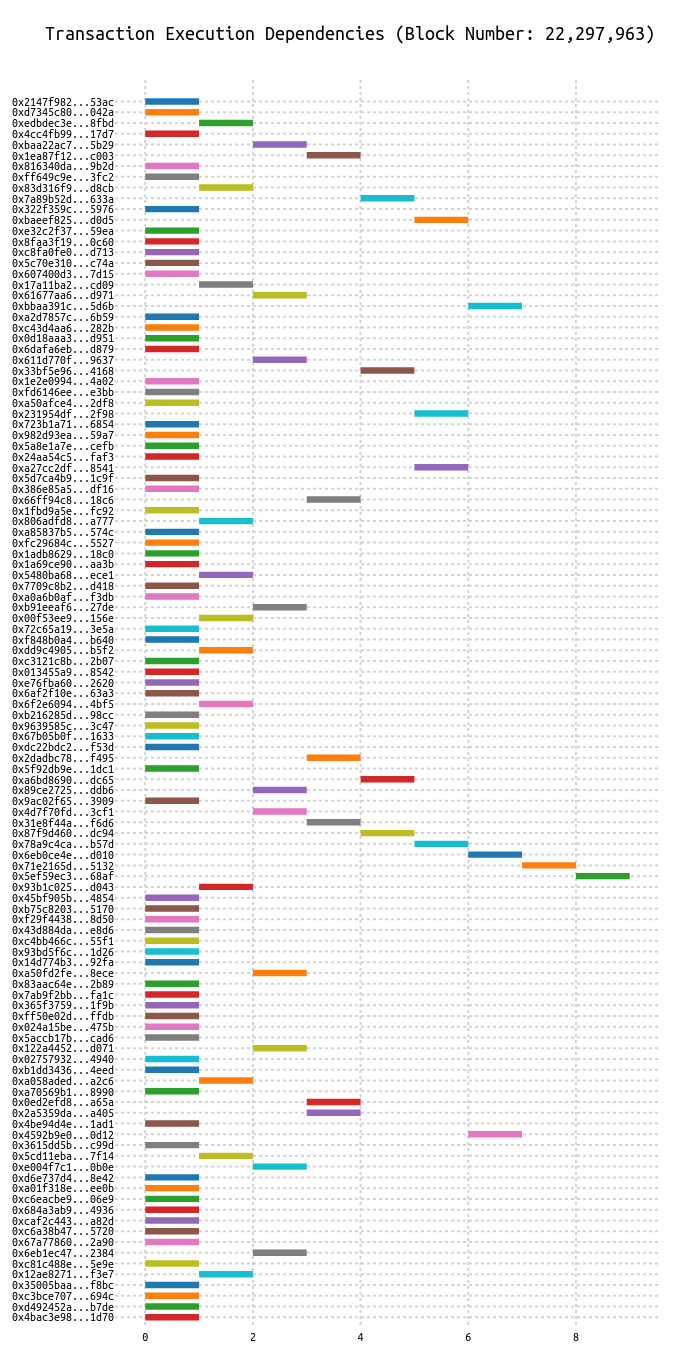 Transaction Execution Dependencies (Block Number: 22,297,963)
0x2147f982...53ac
0xd7345c80...042a
0xedbdec3e...8fbd
0x4cc4fb99...17d7
0xbaa22ac7...5b29
0x1ea87f12...c003
0x816340da...9b2d
0xff649c9e...3fc2
0x83d316f9...d8cb
0x7a89b52d...633a
0x322f359c...5976
0xbaeef825...d0d5
0xe32c2f37...59ea
0x8faa3f19...0c60
0xc8fa0fe0...d713
0x5c70e310...c74a
0x607400d3...7d15
0x17a11ba2...cd09
0x61677aa6...d971
0xbbaa391c...5d6b
0xa2d7857c...6b59
0xc43d4aa6...282b
0x0d18aaa3...d951
0x6dafa6eb...d879
0x611d770f...9637
0x33bf5e96...4168
0x1e2e0994...4a02
0xfd6146ee...e3bb
0xa50afce4...2df8
0x231954df...2f98
0x723b1a71...6854
0x982d93ea...59a7
0x5a8e1a7e...cefb
0x24aa54c5...faf3
0xa27cc2df...8541
0x5d7ca4b9...1c9f
0x386e85a5...df16
0x66ff94c8...18c6
0x1fbd9a5e...fc92
0x806adfd8...a777
0xa85837b5...574c
0xfc29684c...5527
0x1adb8629...18c0
0x1a69ce90...aa3b
0x5480ba68...ece1
0x7709c8b2...d418
0xa0a6b0af...f3db
0xb91eeaf6...27de
0x00f53ee9...156e
0x72c65a19...3e5a
0xf848b0a4...b640
0xdd9c4905...b5f2
0xc3121c8b...2b07
0x013455a9...8542
0xe76fba60...2620
0x6af2f10e...63a3
0x6f2e6094...4bf5
0xb216285d...98cc
0x9639585c...3c47
0x67b05b0f...1633
0xdc22bdc2...f53d
0x2dadbc78...f495
0x5f92db9e...1dc1
0xa6bd8690...dc65
0x89ce2725...ddb6
0x9ac02f65...3909
0x4d7f70fd...3cf1
0x31e8f44a...f6d6
0x87f9d460...dc94
0x78a9c4ca...b57d
0x6eb0ce4e...d010
0x71e2165d...5132
0x5ef59ec3...68af
0x93b1c025...d043
0x45bf905b...4854
0xb75c8203...5170
0xf29f4438...8d50
0x43d884da...e8d6
0xc4bb466c...55f1
0x93bd5f6c...1d26
0x14d774b3...92fa
0xa50fd2fe...8ece
0x83aac64e...2b89
0x7ab9f2bb...fa1c
0x365f3759...1f9b
0xff50e02d...ffdb
0x024a15be...475b
0x5accb17b...cad6
0x122a4452...d071
0x02757932...4940
0xb1dd3436...4eed
0xa058aded...a2c6
0xa70569b1...8990
0x0ed2efd8...a65a
0x2a5359da...a405
0x4be94d4e...1ad1
0x4592b9e0...0d12
0x3615dd5b...c99d
0x5cd11eba...7f14
0xe004f7c1...0b0e
0xd6e737d4...8e42
0xa01f318e...ee0b
0xc6eacbe9...06e9
0x684a3ab9...4936
0xcaf2c443...a82d
0xc6a38b47...5720
0x67a77860...2a90
0x6eb1ec47...2384
0xc81c488e...5e9e
0x12ae8271...f3e7
0x35005baa...f8bc
0xc3bce707...694c
0xd492452a...b7de
0x4bac3e98...1d70
0 2 4 6 8